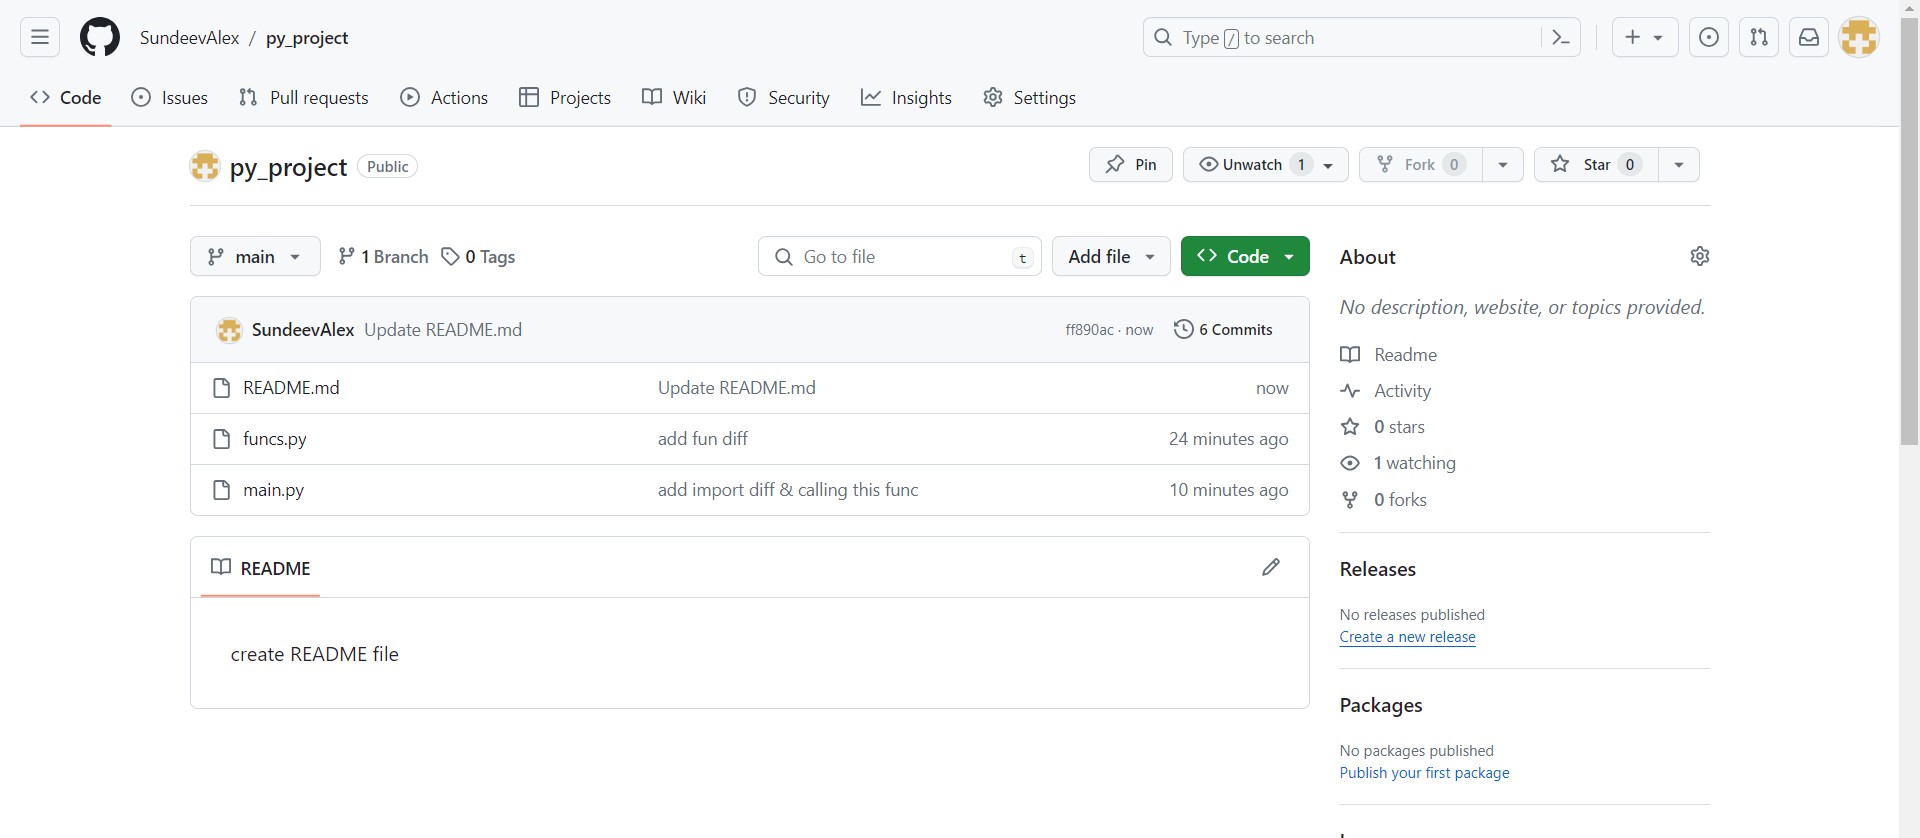 SundeevAlex / py_project
Type / to search
Code Issues Pull requests Actions Projects Wiki Security Insights Settings
py_project Public
Pin Unwatch 1 Fork 0 Star 0
main 1 Branch 0 Tags Go to file t Add file Code
SundeevAlex Update README.md ff890ac · now 6 Commits
README.md Update README.md now
funcs.py add fun diff 24 minutes ago
main.py add import diff & calling this func 10 minutes ago
README
create README file
About
No description, website, or topics provided.
Readme
Activity
0 stars
1 watching
0 forks
Releases
No releases published
Create a new release
Packages
No packages published
Publish your first package